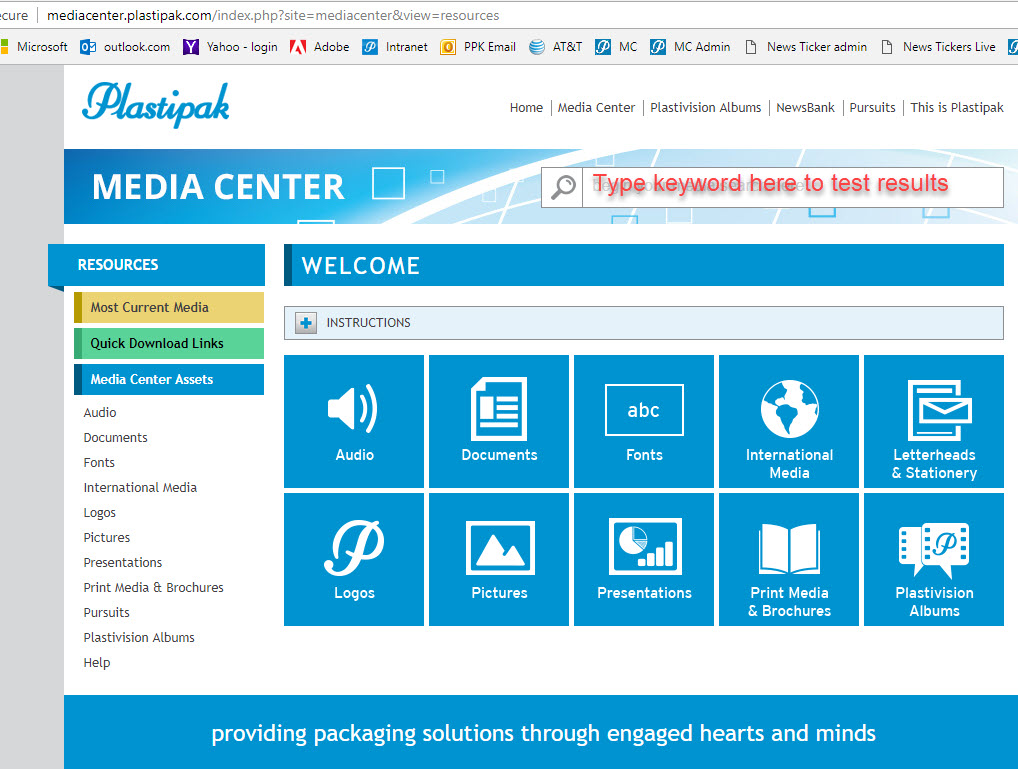 ecure mediacenter.plastipak.com/index.php?site=mediacenter&view=resources
Microsoft outlook.com Yahoo - login Adobe Intranet PPK Email AT&T MC MC Admin News Ticker admin News Tickers Live
Plastipak
Home Media Center Plastivision Albums NewsBank Pursuits This is Plastipak
MEDIA CENTER
Type keyword here to test results
RESOURCES
WELCOME
Most Current Media
INSTRUCTIONS
Quick Download Links
Media Center Assets
Audio
Documents
Fonts
International Media
Logos
Pictures
Presentations
Print Media & Brochures
Pursuits
Plastivision Albums
Help
abc
Audio Documents Fonts International Letterheads
Media & Stationery
P P
Logos Pictures Presentations Print Media Plastivision
& Brochures Albums
providing packaging solutions through engaged hearts and minds